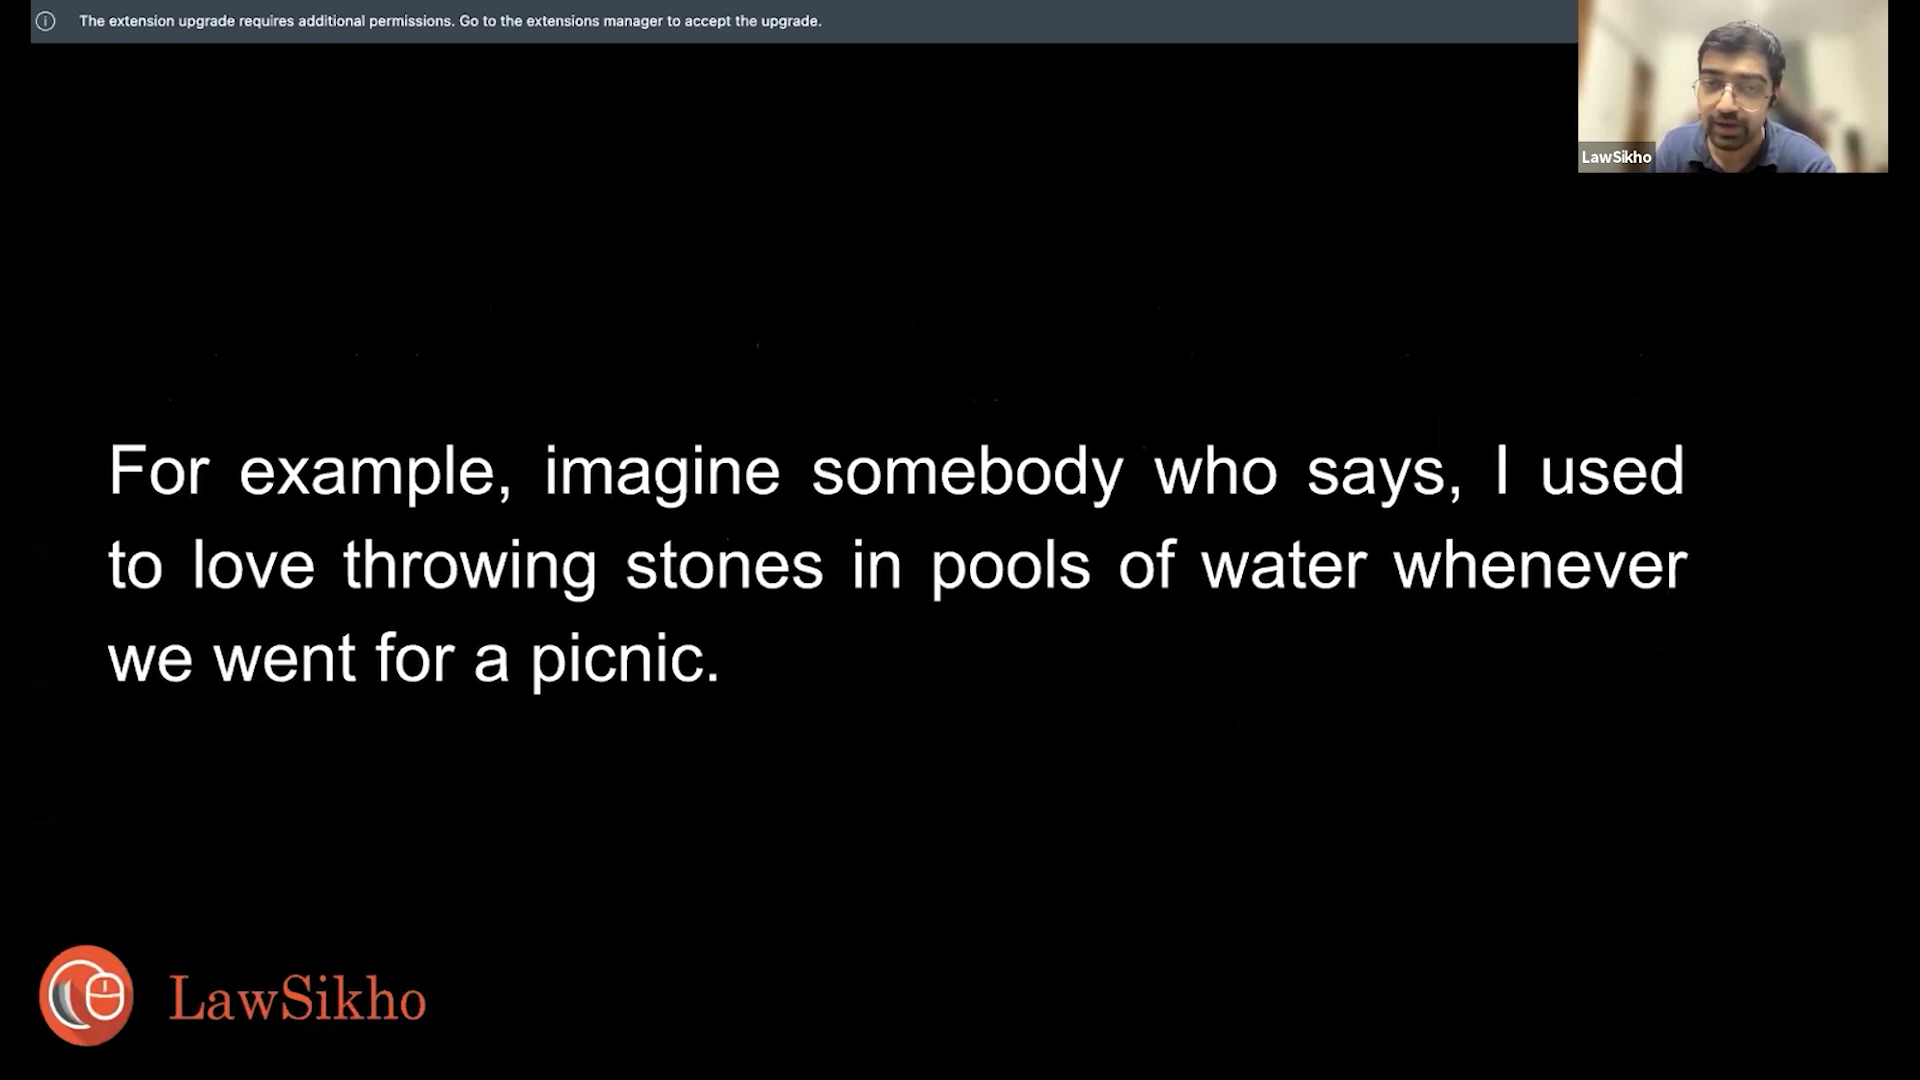 The extension upgrade requires additional permissions. Go to the extensions manager to accept the upgrade.
LawSikho
For example, imagine somebody who says, I used
to love throwing stones in pools of water whenever
we went for a picnic.
LawSikho